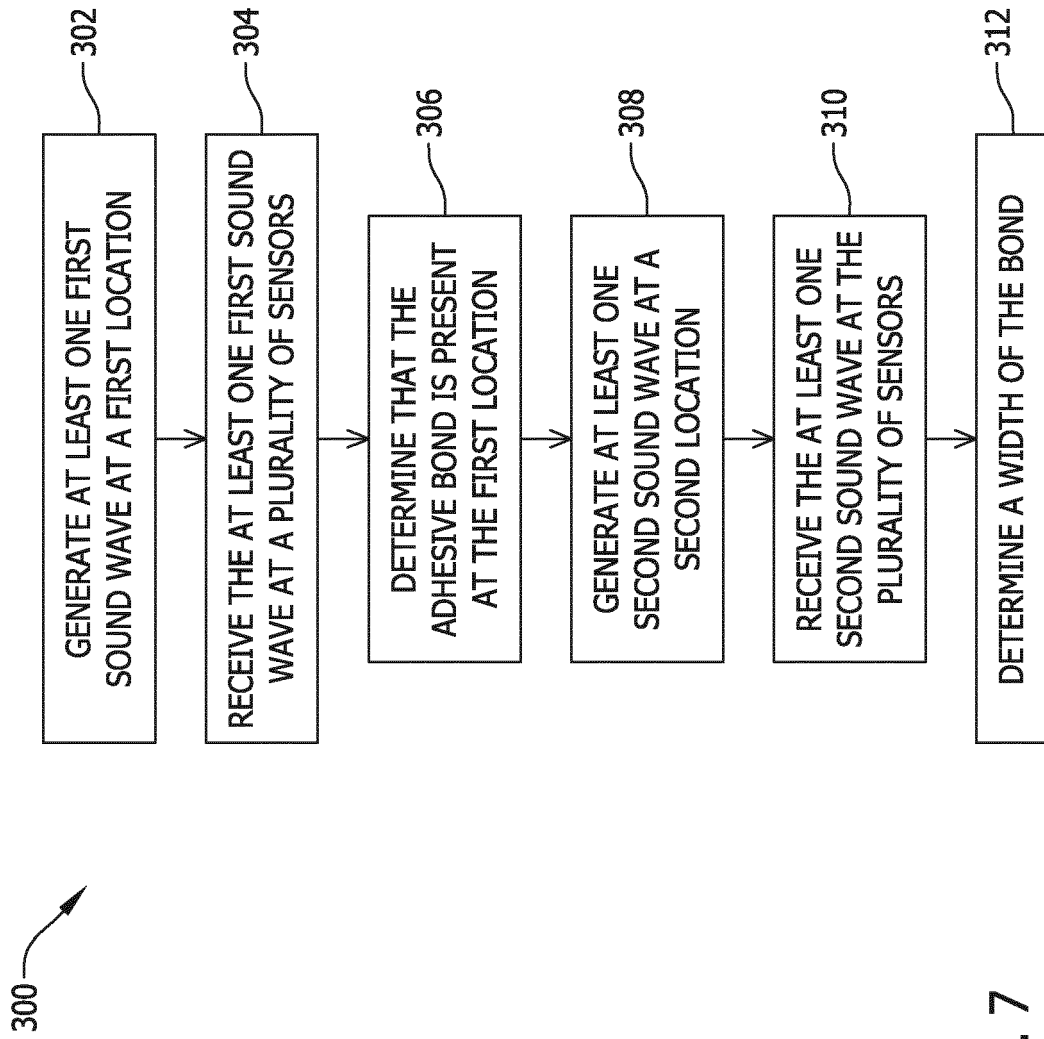 300
GENERATE AT LEAST ONE FIRST
SOUND WAVE AT A FIRST LOCATION
302
RECEIVE THE AT LEAST ONE FIRST SOUND
WAVE AT A PLURALITY OF SENSORS
304
DETERMINE THAT THE
ADHESIVE BOND IS PRESENT
AT THE FIRST LOCATION
306
GENERATE AT LEAST ONE
SECOND SOUND WAVE AT A
SECOND LOCATION
308
RECEIVE THE AT LEAST ONE
SECOND SOUND WAVE AT THE
PLURALITY OF SENSORS
310
DETERMINE A WIDTH OF THE BOND
312
. 7